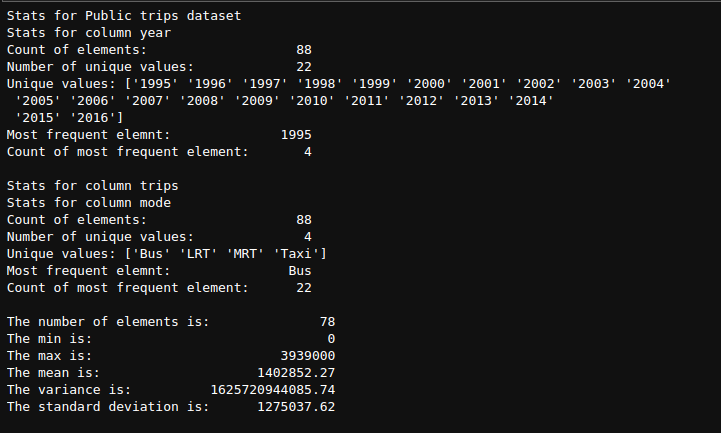 Stats for Public trips dataset
Stats for column year
Count of elements: 88
Number of unique values: 22
Unique values: ['1995' '1996' '1997' '1998' '1999' '2000' '2001' '2002' '2003' '2004'
'2005' '2006' '2007' '2008' '2009' '2010' '2011' '2012' '2013' '2014'
'2015' '2016']
Most frequent elemnt: 1995
Count of most frequent element: 4
Stats for column trips
Stats for column mode
Count of elements: 88
Number of unique values: 4
Unique values: ['Bus' 'LRT' 'MRT' 'Taxi']
Most frequent elemnt: Bus
Count of most frequent element: 22
The number of elements is: 78
The min is: 0
The max is: 3939000
The mean is: 1402852.27
The variance is: 1625720944085.74
The standard deviation is: 1275037.62